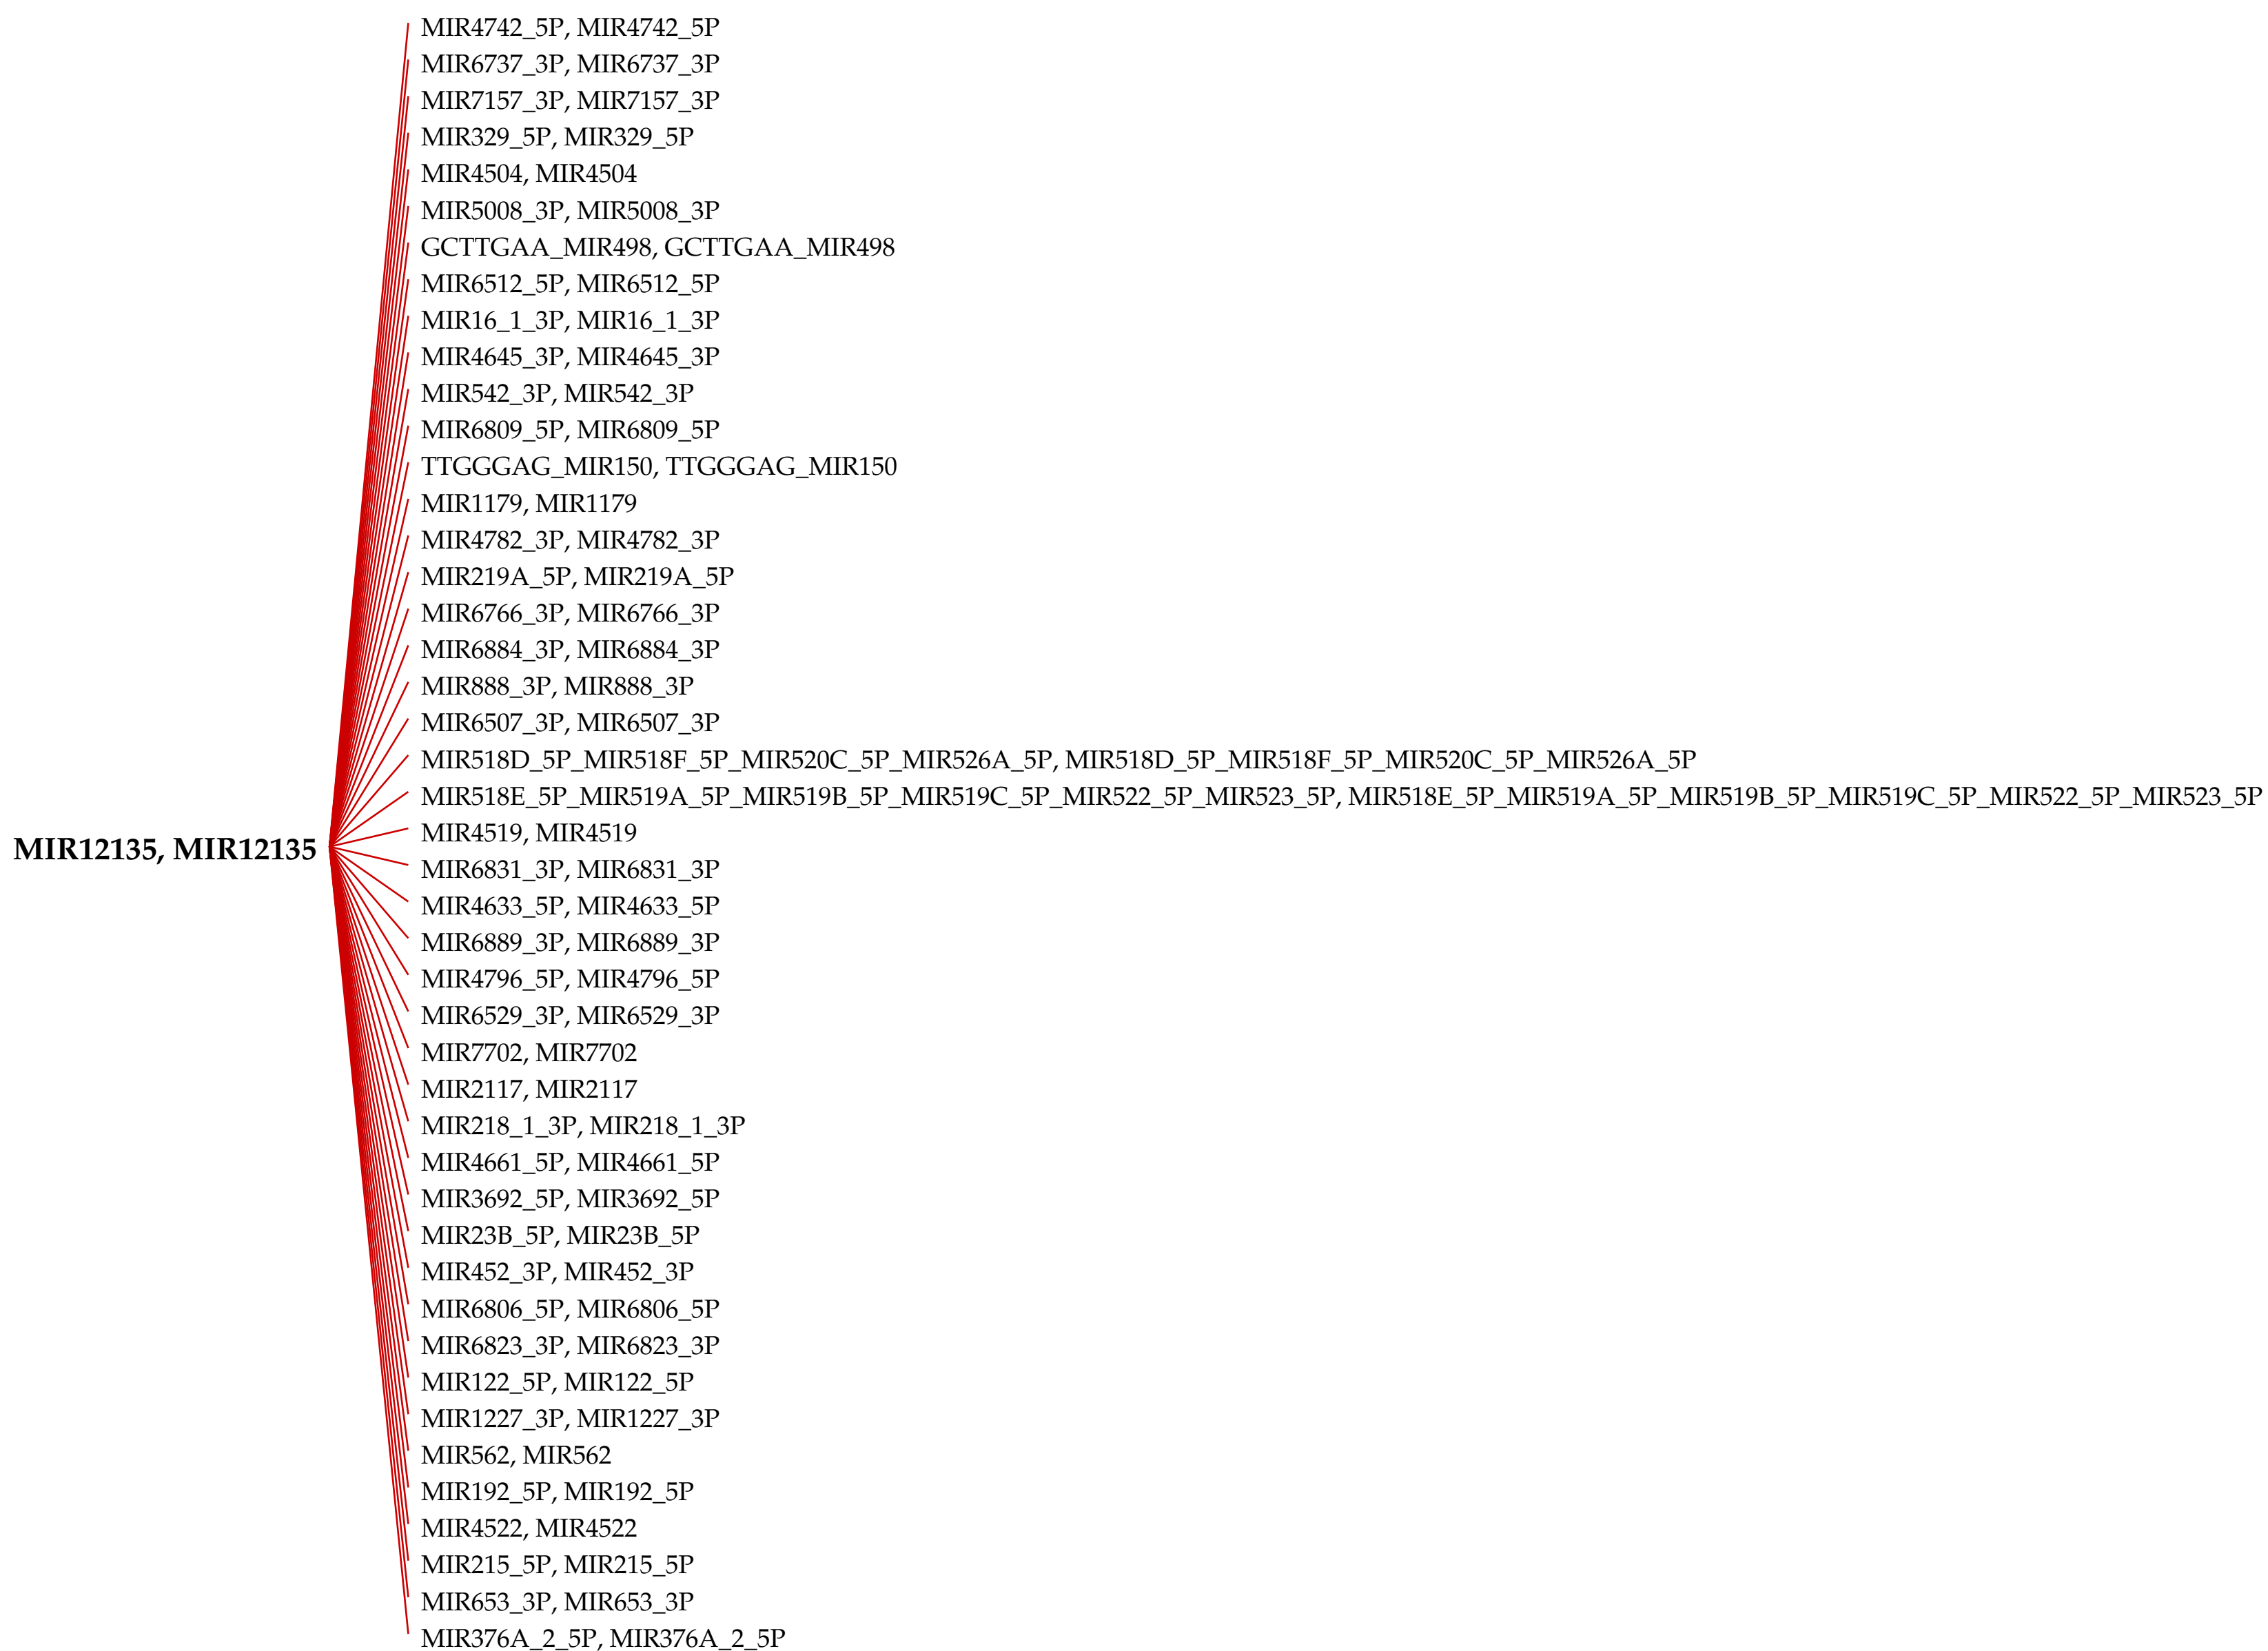 MIR4742_5P, MIR4742_5P
MIR6737_3P, MIR6737_3P
MIR7157_3P, MIR7157_3P
MIR329_5P, MIR329_5P
MIR4504, MIR4504
MIR5008_3P, MIR5008_3P
GCTTGAA_MIR498, GCTTGAA_MIR498
MIR6512_5P, MIR6512_5P
MIR16_1_3P, MIR16_1_3P
MIR4645_3P, MIR4645_3P
MIR542_3P, MIR542_3P
MIR6809_5P, MIR6809_5P
TTGGGAG_MIR150, TTGGGAG_MIR150
MIR1179, MIR1179
MIR4782_3P, MIR4782_3P
MIR219A_5P, MIR219A_5P
MIR6766_3P, MIR6766_3P
MIR6884_3P, MIR6884_3P
MIR888_3P, MIR888_3P
MIR6507_3P, MIR6507_3P
MIR518D_5P_MIR518F_5P_MIR520C_5P_MIR526A_5P, MIR518D_5P_MIR518F_5P_MIR520C_5P_MIR526A_5P
MIR518E_5P_MIR519A_5P_MIR519B_5P_MIR519C_5P_MIR522_5P_MIR523_5P, MIR518E_5P_MIR519A_5P_MIR519B_5P_MIR519C_5P_MIR522_5P_MIR523_5P
MIR4519, MIR4519
MIR12135, MIR12135
MIR6831_3P, MIR6831_3P
MIR4633_5P, MIR4633_5P
MIR6889_3P, MIR6889_3P
MIR4796_5P, MIR4796_5P
MIR6529_3P, MIR6529_3P
MIR7702, MIR7702
MIR2117, MIR2117
MIR218_1_3P, MIR218_1_3P
MIR4661_5P, MIR4661_5P
MIR3692_5P, MIR3692_5P
MIR23B_5P, MIR23B_5P
MIR452_3P, MIR452_3P
MIR6806_5P, MIR6806_5P
MIR6823_3P, MIR6823_3P
MIR122_5P, MIR122_5P
MIR1227_3P, MIR1227_3P
MIR562, MIR562
MIR192_5P, MIR192_5P
MIR4522, MIR4522
MIR215_5P, MIR215_5P
MIR653_3P, MIR653_3P
MIR376A_2_5P, MIR376A_2_5P